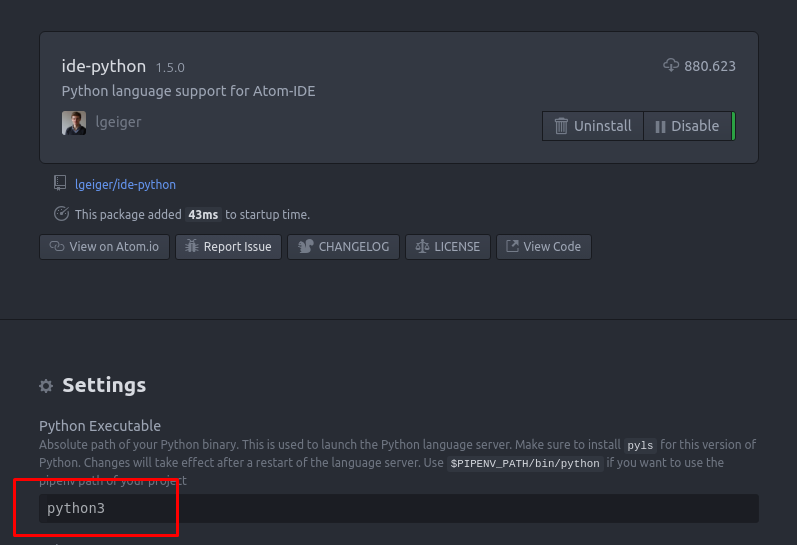 ide-python 1.5.0 880.623
Python language support for Atom-IDE
lgeiger Uninstall Disable
lgeiger/ide-python
This package added 43ms to startup time.
View on Atom.io Report Issue CHANGELOG LICENSE View Code
Settings
Python Executable
Absolute path of your Python binary. This is used to launch the Python language server. Make sure to install pyls for this version of
Python. Changes will take effect after a restart of the language server. Use $PIPENV_PATH/bin/python if you want to use the
pipenv path of your project
python3